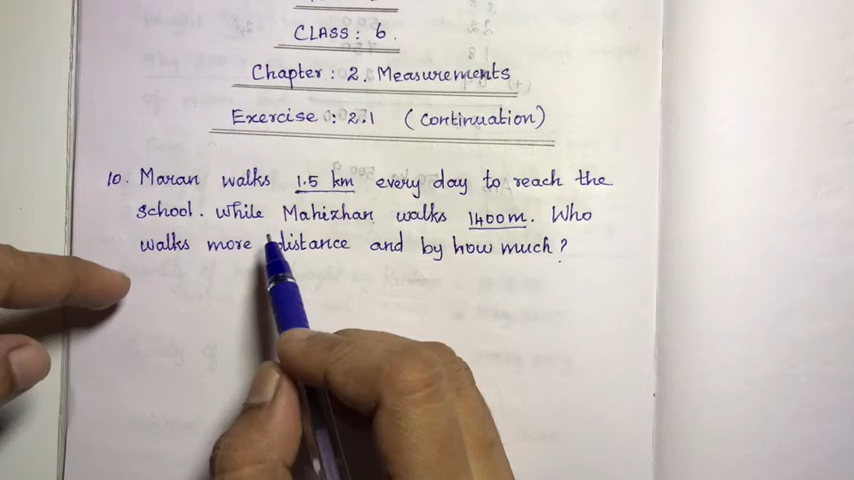 CLASS : 6.
Chapter : 2. Measurements
Exercise : 2.1 (Continuation)
10. Maran walks 1.5 km every day to reach the
school. while Mahizhan walks 1400m. Who
walks more distance and by how much?